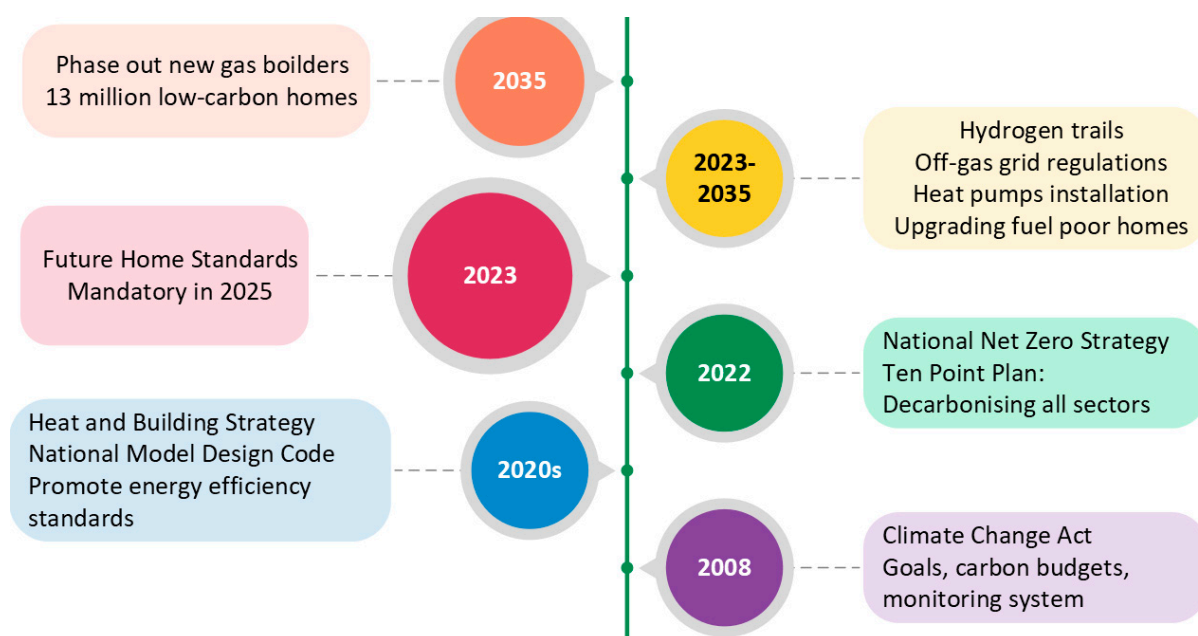 Phase out new gas boilders
13 million low-carbon homes
2035
2023-
2035
Hydrogen trails
Off-gas grid regulations
Heat pumps installation
Upgrading fuel poor homes
Future Home Standards
Mandatory in 2025
2023
2022
National Net Zero Strategy
Ten Point Plan:
Decarbonising all sectors
Heat and Building Strategy
National Model Design Code
Promote energy efficiency
standards
2020s
2008
Climate Change Act
Goals, carbon budgets,
monitoring system